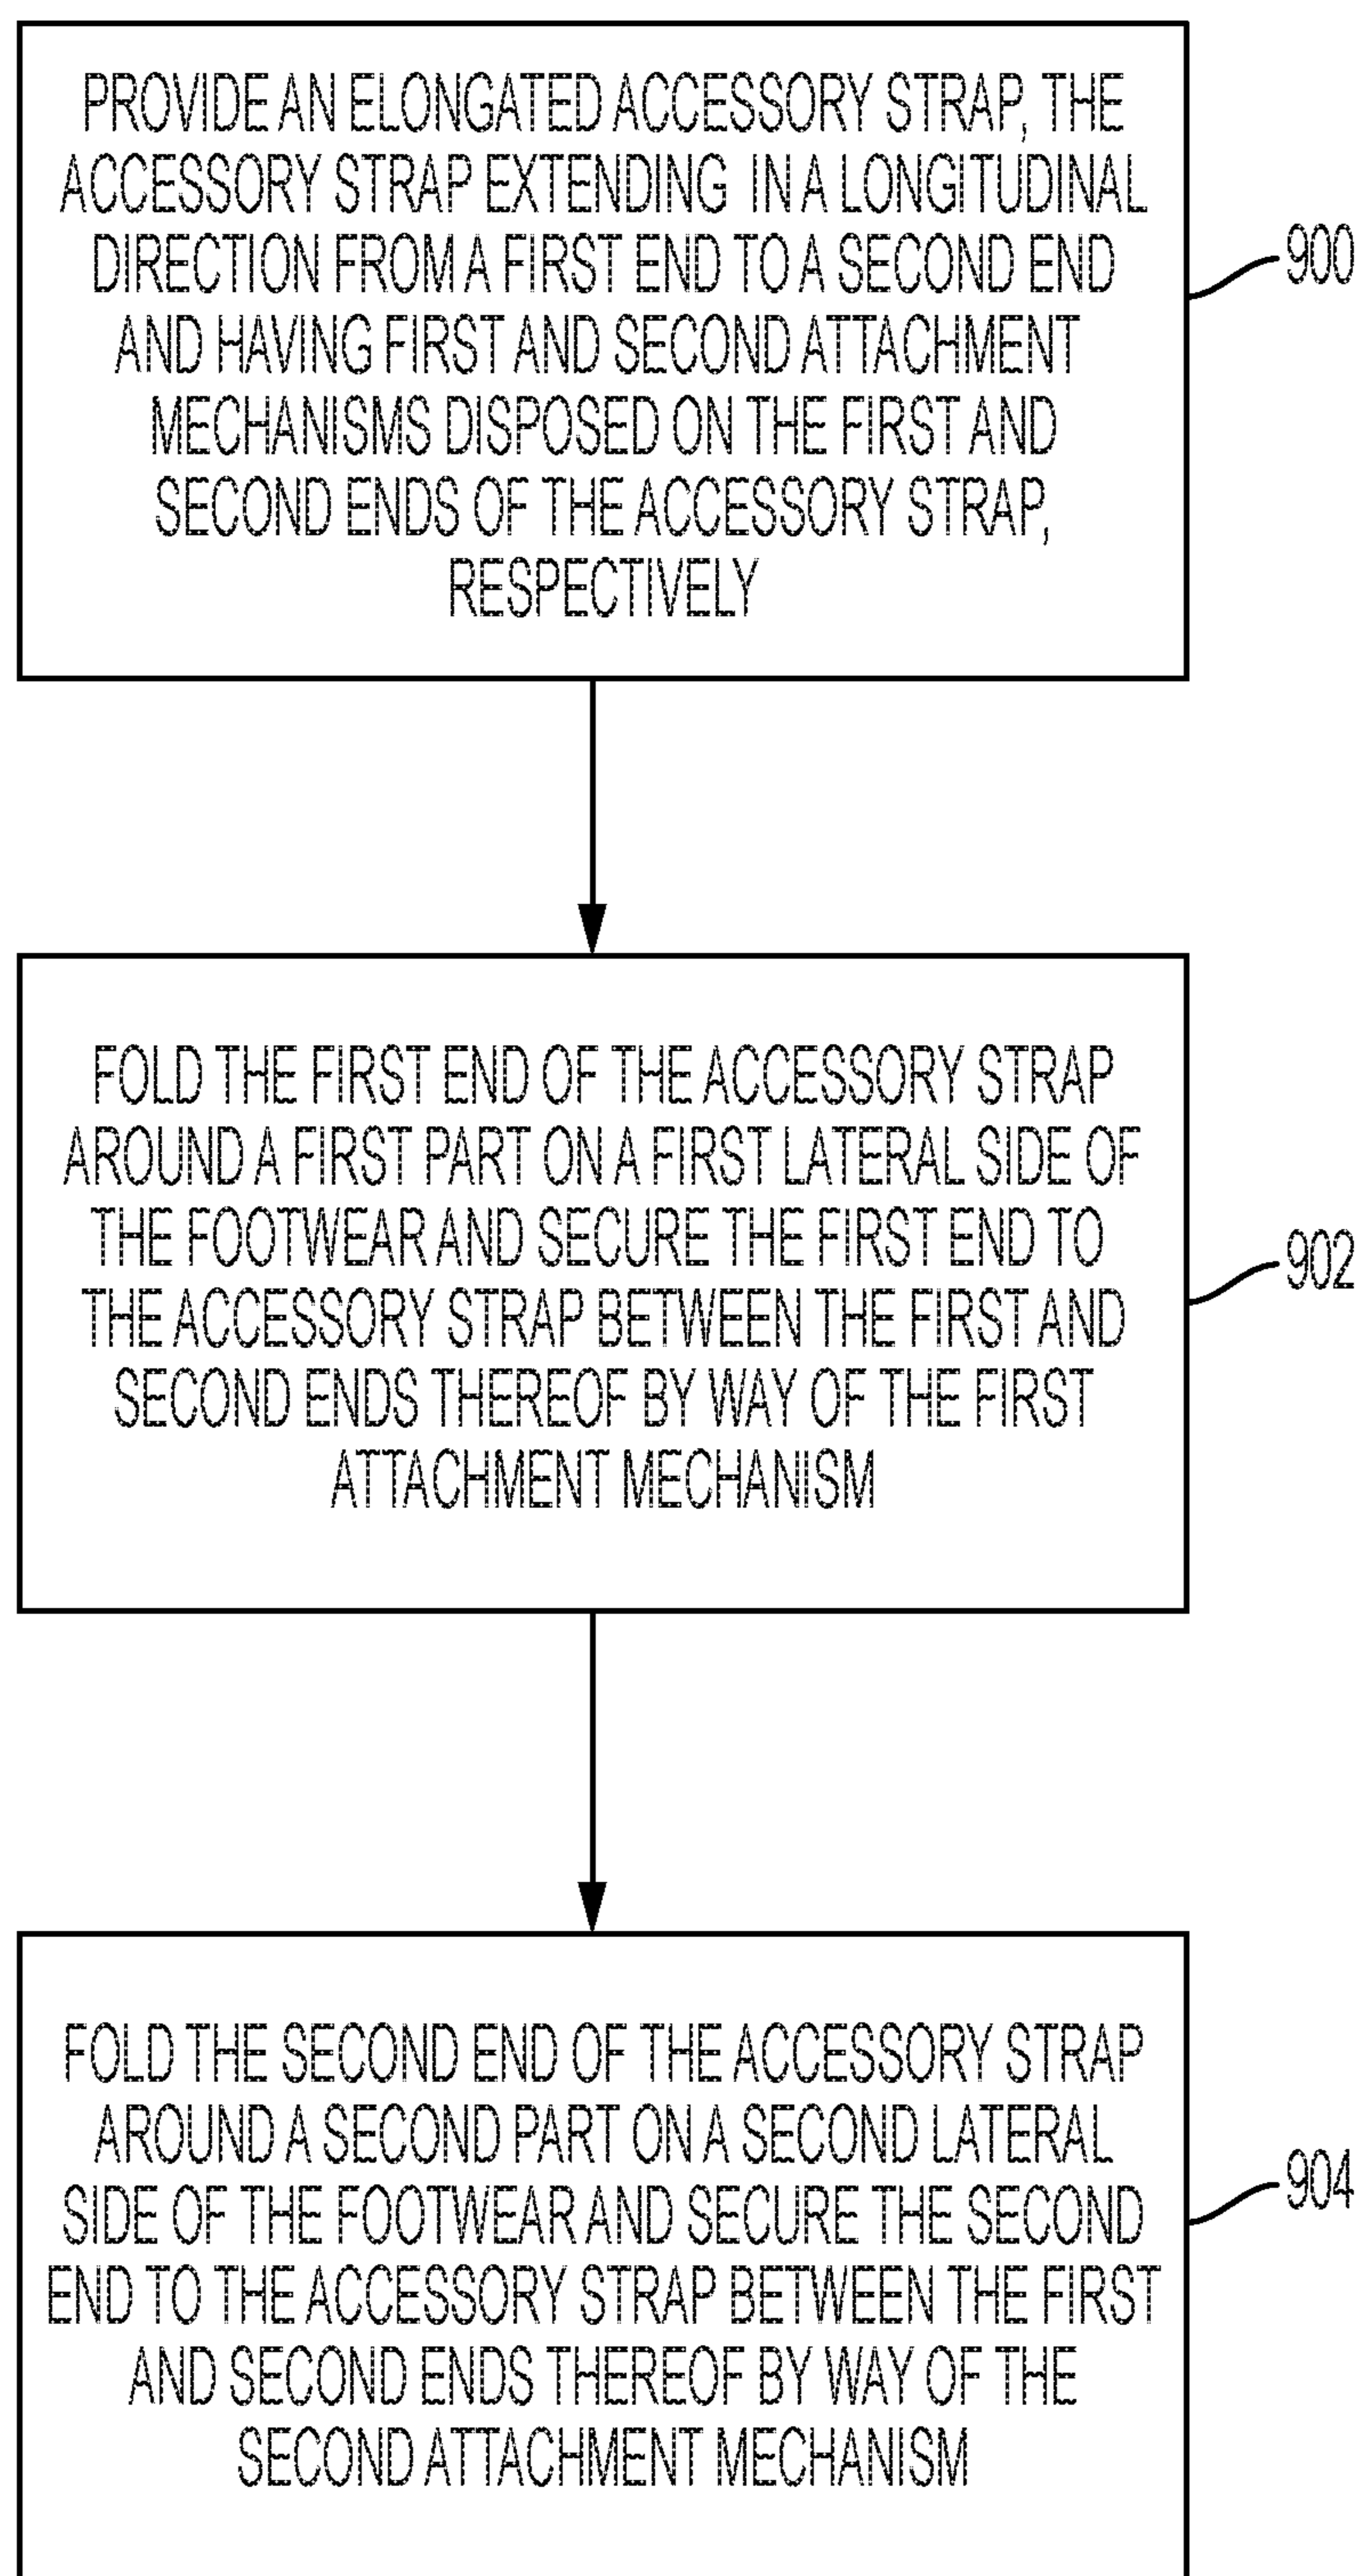 PROVIDE AN ELONGATED ACCESSORY STRAP, THE
ACCESSORY STRAP EXTENDING IN A LONGITUDINAL
DIRECTION FROM A FIRST END TO A SECOND END
AND HAVING FIRST AND SECOND ATTACHMENT
MECHANISMS DISPOSED ON THE FIRST AND
SECOND ENDS OF THE ACCESSORY STRAP,
RESPECTIVELY
900
FOLD THE FIRST END OF THE ACCESSORY STRAP
AROUND A FIRST PART ON A FIRST LATERAL SIDE OF
THE FOOTWEAR AND SECURE THE FIRST END TO
THE ACCESSORY STRAP BETWEEN THE FIRST AND
SECOND ENDS THEREOF BY WAY OF THE FIRST
ATTACHMENT MECHANISM
902
FOLD THE SECOND END OF THE ACCESSORY STRAP
AROUND A SECOND PART ON A SECOND LATERAL
SIDE OF THE FOOTWEAR AND SECURE THE SECOND
END TO THE ACCESSORY STRAP BETWEEN THE FIRST
AND SECOND ENDS THEREOF BY WAY OF THE
SECOND ATTACHMENT MECHANISM
904